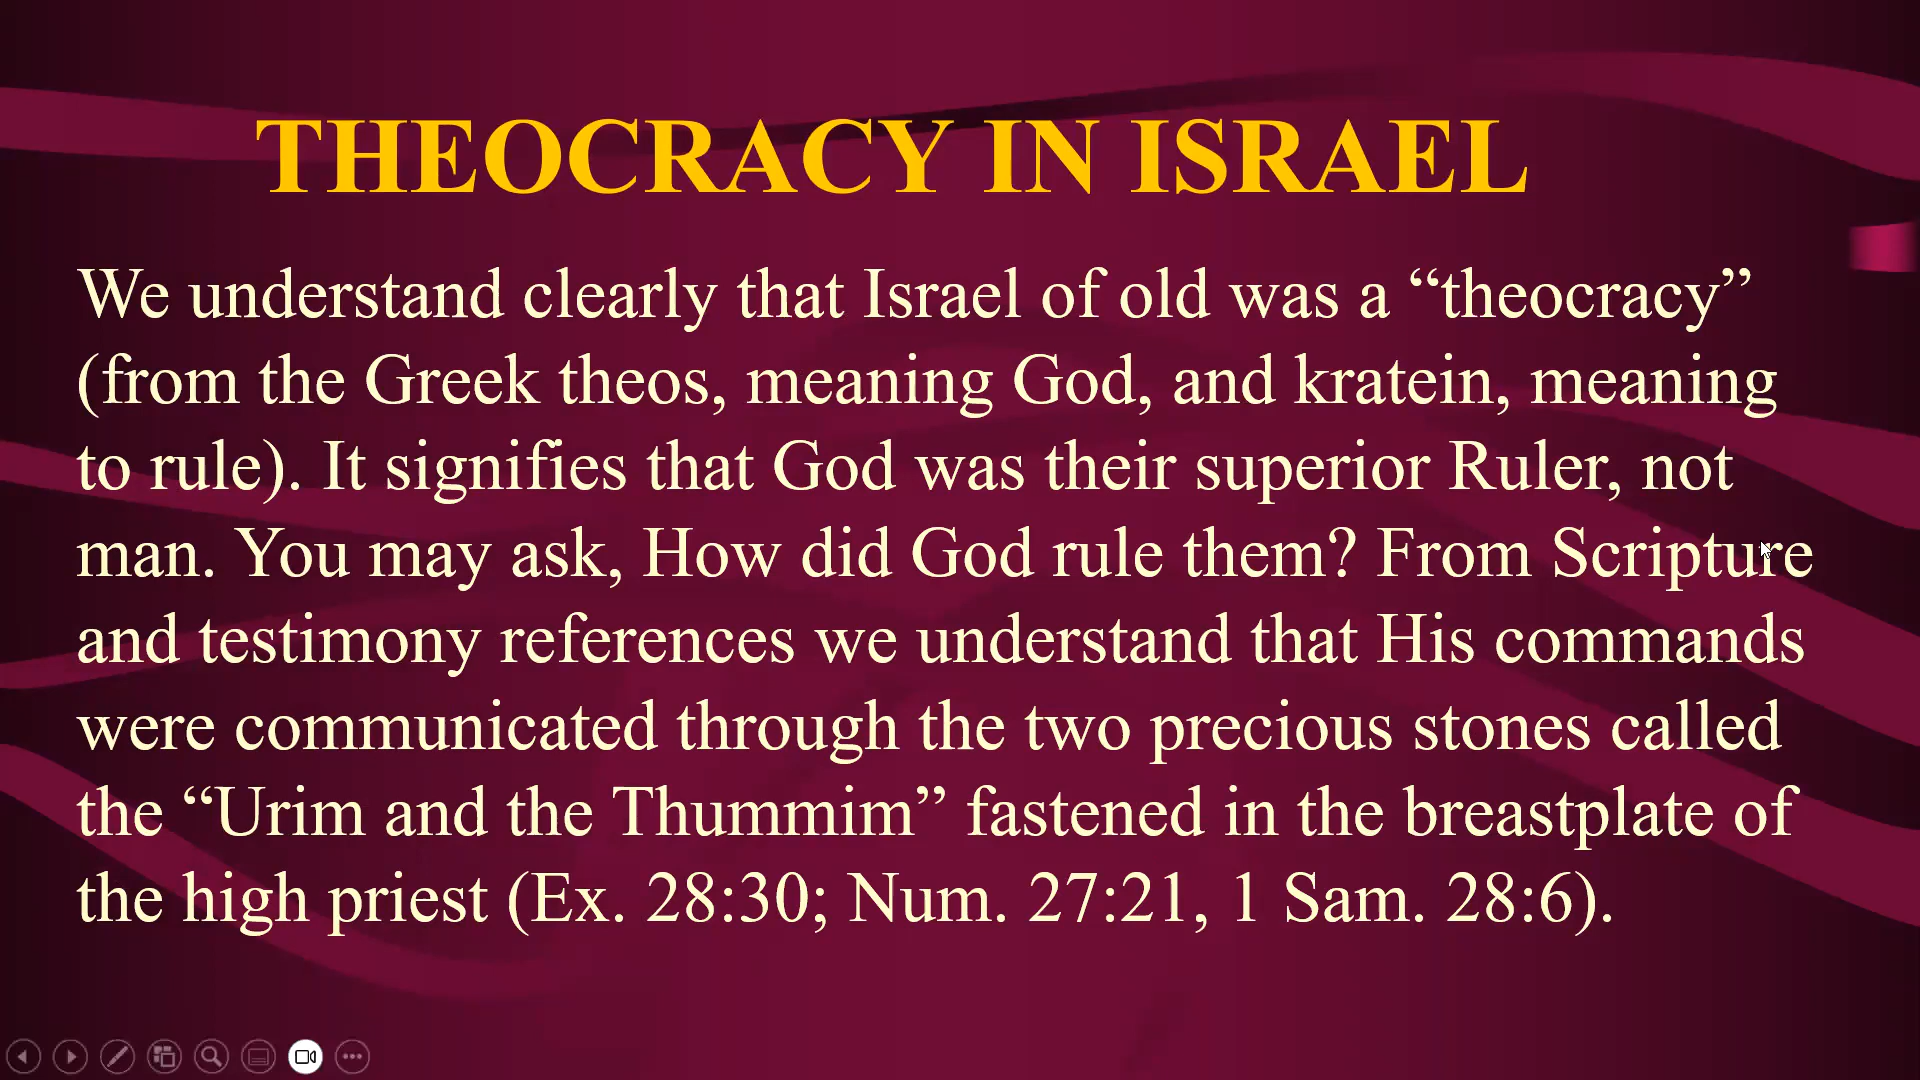 THEOCRACY IN ISRAEL
We understand clearly that Israel of old was a “theocracy”
(from the Greek theos, meaning God, and kratein, meaning
to rule). It signifies that God was their superior Ruler, not
man. You may ask, How did God rule them? From Scripture
and testimony references we understand that His commands
were communicated through the two precious stones called
the “Urim and the Thummim” fastened in the breastplate of
the high priest (Ex. 28:30; Num. 27:21, 1 Sam. 28:6).